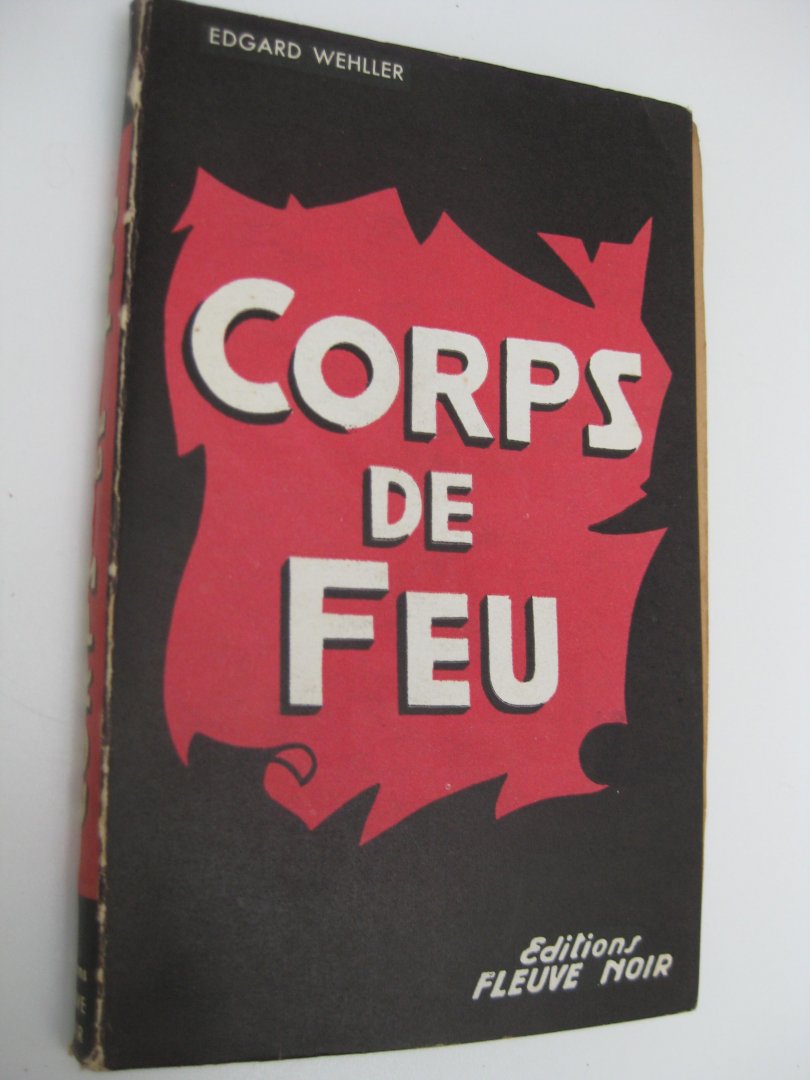 EDGARD WEHLLER
CORPS
DE
FEU
Editions
FLEUVE NOIR